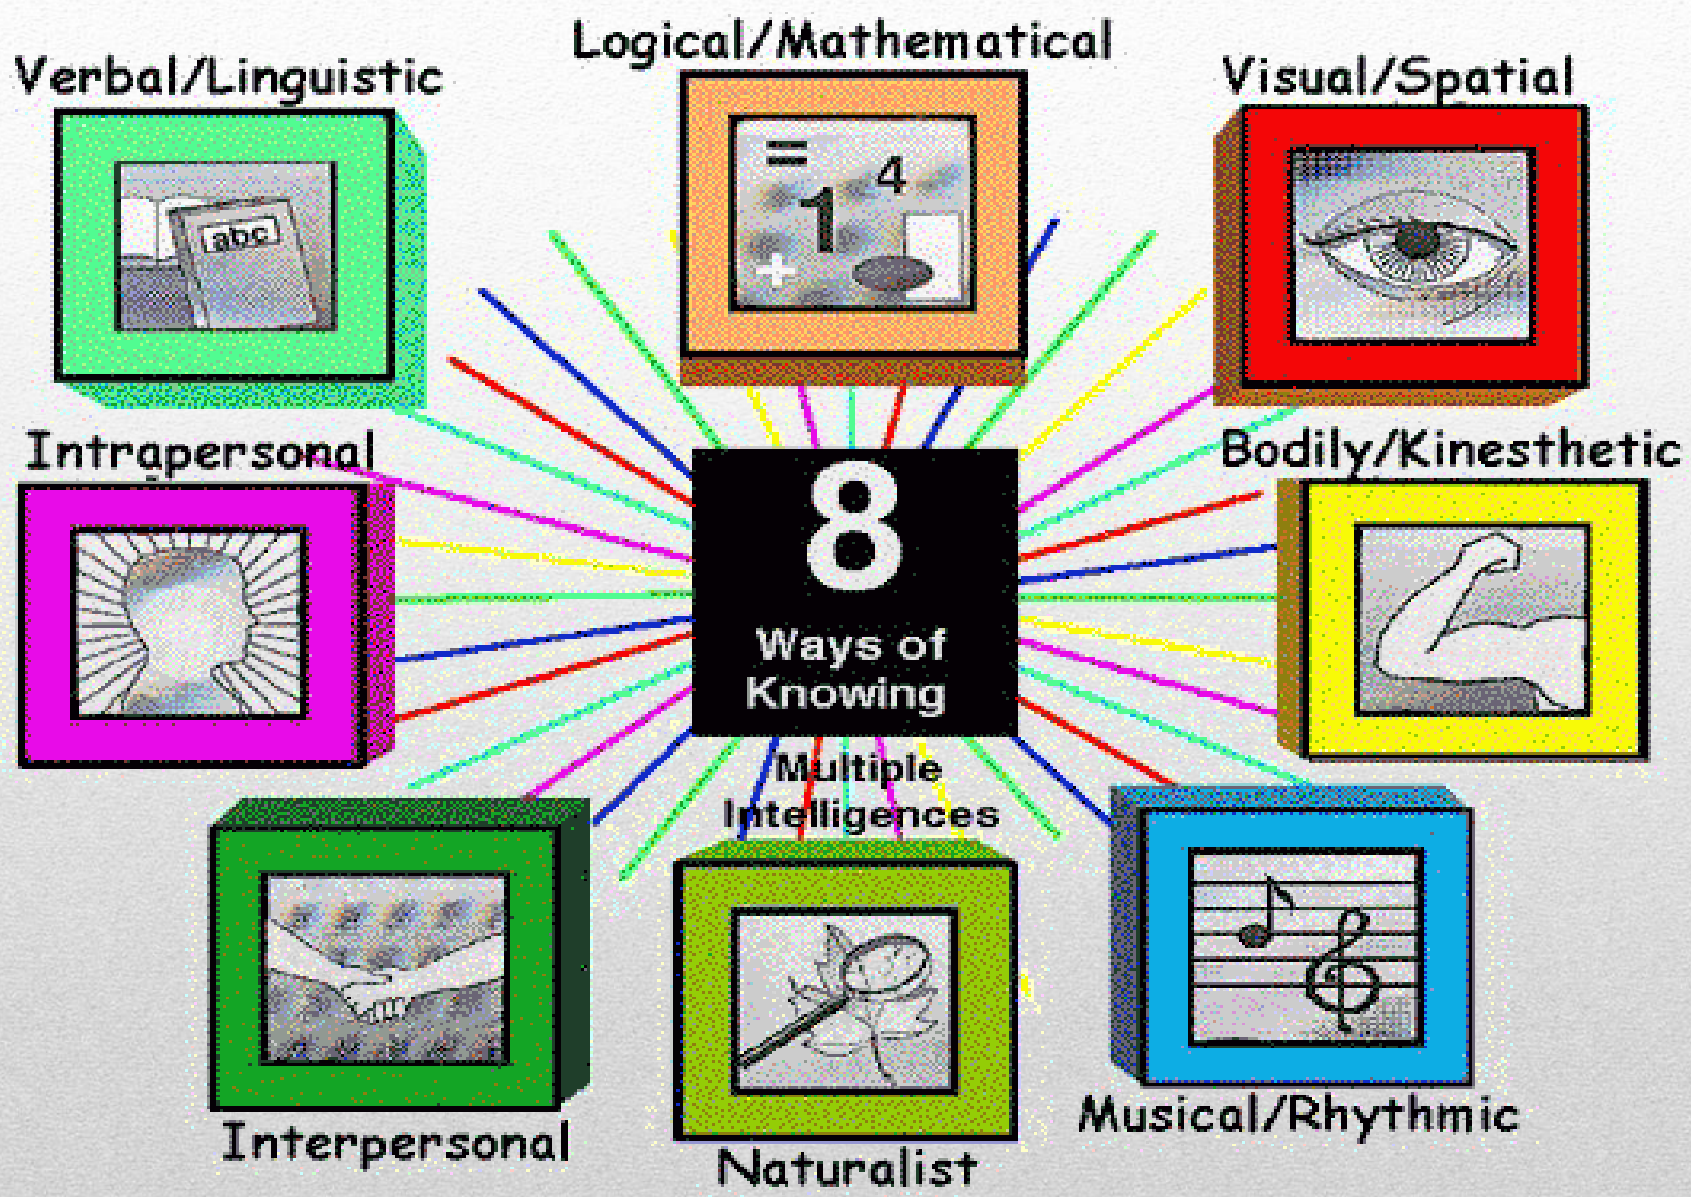 Logical/Mathematical
Verbal/Linguistic
Visual/Spatial
=
4
1
+
abc
Intrapersonal
Bodily/Kinesthetic
8
Ways of
Knowing
Multiple
Intelligences
Interpersonal
Naturalist
Musical/Rhythmic